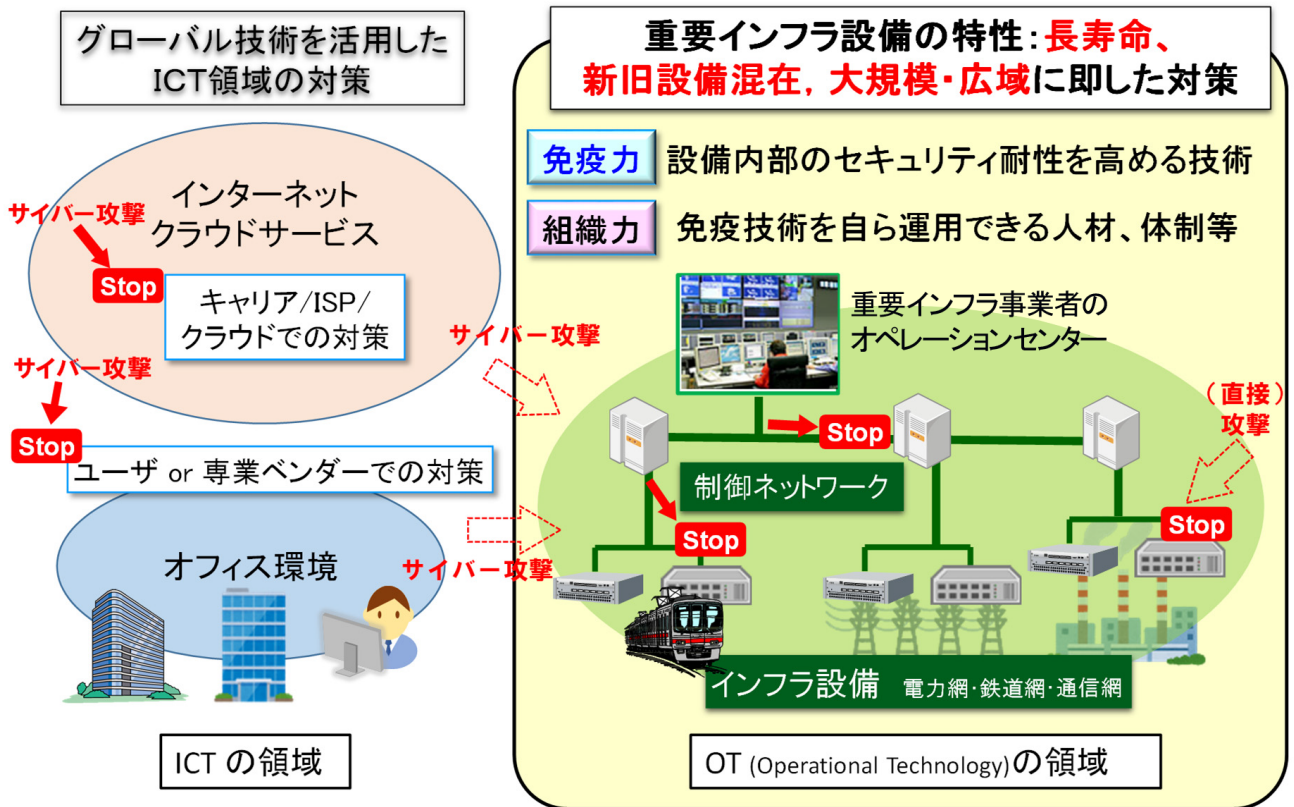 グローバル技術を活用した
ICT領域の対策
サイバー攻撃
インターネット
クラウドサービス
Stop
キャリア/ISP/
クラウドでの対策
サイバー攻撃
Stop
ユーザ or 専業ベンダーでの対策
オフィス環境
ICT の領域
重要インフラ設備の特性：長寿命、
新旧設備混在，大規模・広域に即した対策
免疫力 設備内部のセキュリティ耐性を高める技術
組織力 免疫技術を自ら運用できる人材、体制等
重要インフラ事業者の
オペレーションセンター
サイバー攻撃
サイバー攻撃
（直接）
攻撃
Stop
制御ネットワーク
Stop
Stop
インフラ設備 電力網・鉄道網・通信網
OT (Operational Technology)の領域